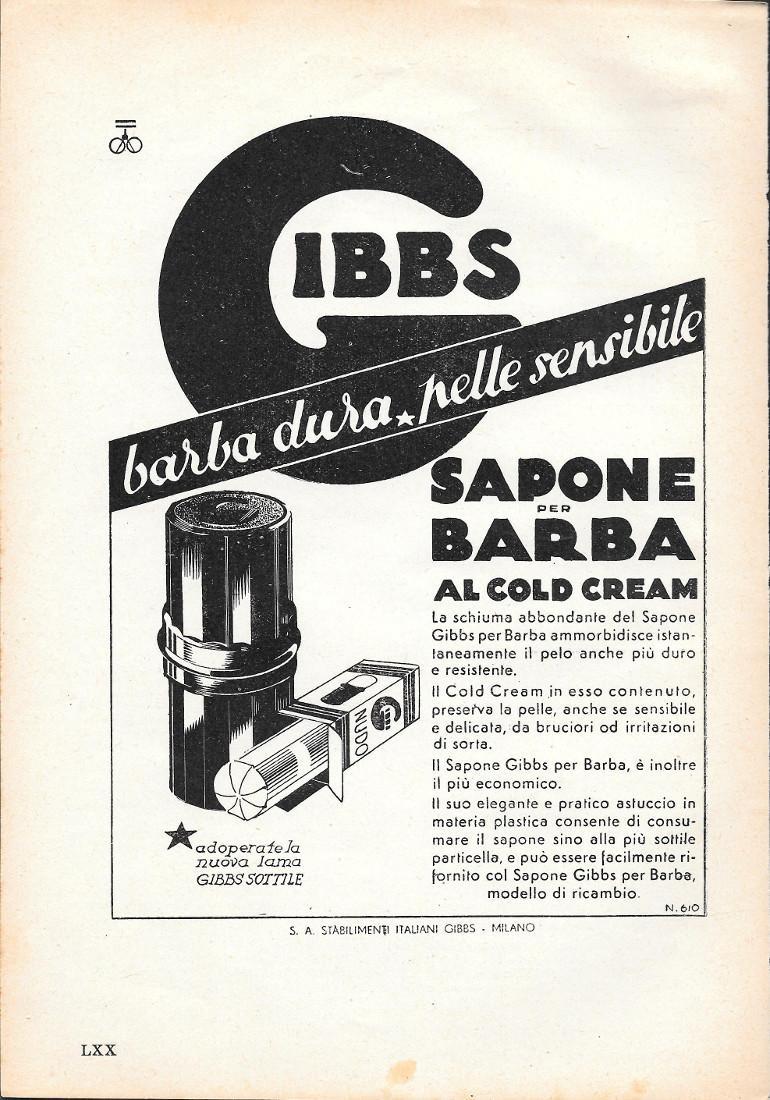 GIBBS
barba dura ★ pelle sensibile
SAPONE
PER
BARBA
AL COLD CREAM
La schiuma abbondante del Sapone
Gibbs per Barba ammorbidisce istan-
taneamente il pelo anche più duro
e resistente.
Il Cold Cream in esso contenuto,
preserva la pelle, anche se sensibile
e delicata, da bruciori od irritazioni
di sorta.
Il Sapone Gibbs per Barba, è inoltre
il più economico.
Il suo elegante e pratico astuccio in
materia plastica consente di consu-
mare il sapone sino alla più sottile
particella, e può essere facilmente ri-
fornito col Sapone Gibbs per Barba,
modello di ricambio.
N. 610
NUDO
★ adoperate la
nuova lama
GIBBS SOTTILE
S. A. STABILIMENTI ITALIANI GIBBS - MILANO
LXX